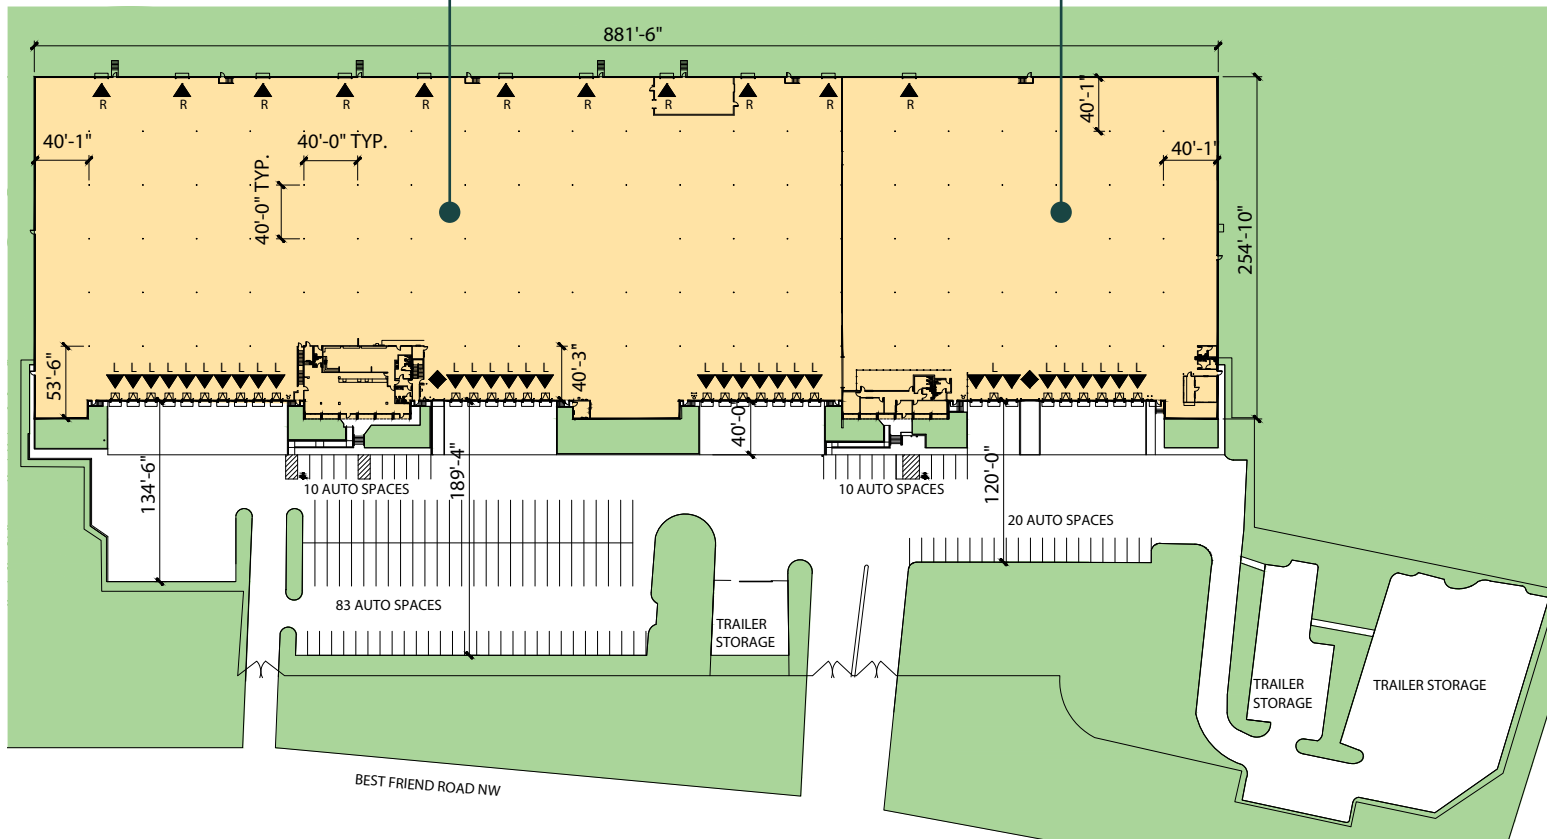 881'-6"
R R R R R R R R R R R
40'-1"
40'-1"
40'-0" TYP.
40'-1'
40'-0" TYP.
254'-10"
53'-6"
L L L L L L L L L L
L L L L L L
40'-3"
L L L L L L L
L L L L L L
40'-0
134'-6"
10 AUTO SPACES
189'-4"
10 AUTO SPACES
120'-0"
20 AUTO SPACES
83 AUTO SPACES
TRAILER
STORAGE
TRAILER
STORAGE
TRAILER STORAGE
BEST FRIEND ROAD NW